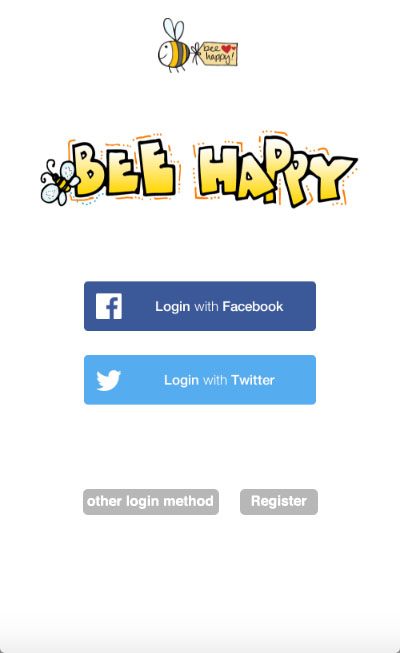 bee
happy!
BEE HAPPY
Login with Facebook
Login with Twitter
other login method
Register